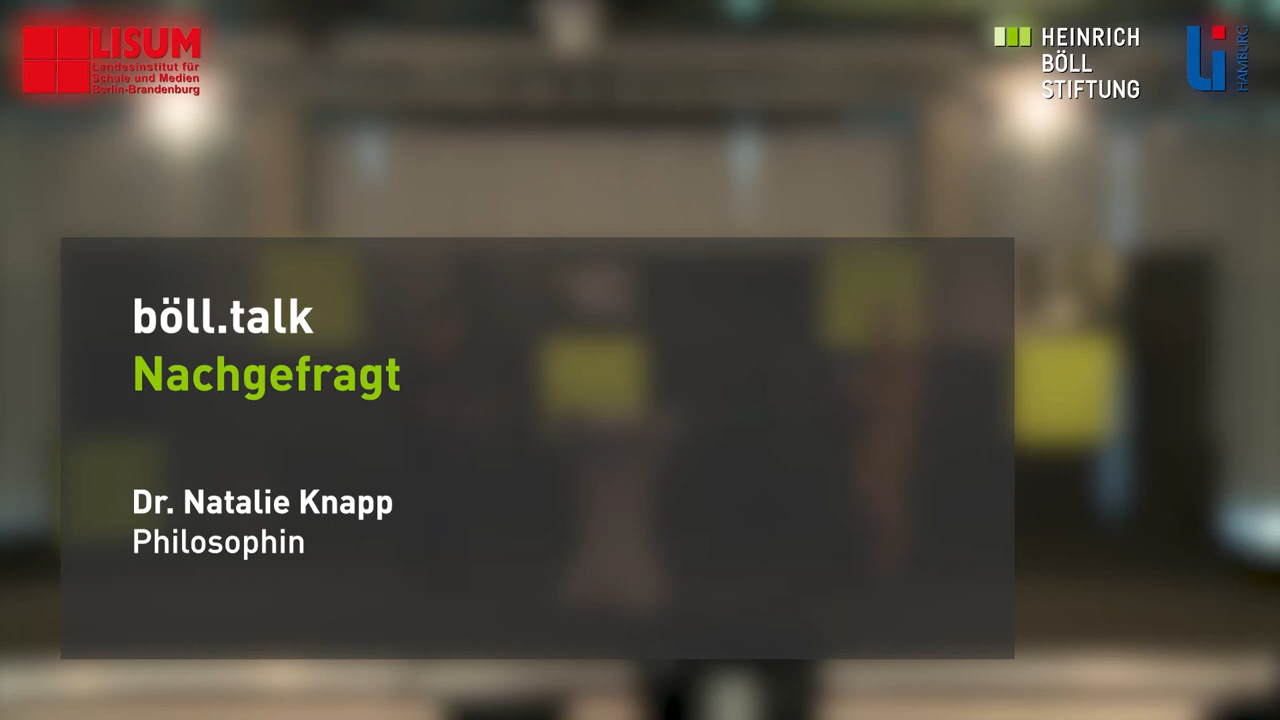 LISUM
Landesinstitut für
Schule und Medien
Berlin-Brandenburg
HEINRICH
BÖLL
STIFTUNG
Li
HAMBURG
böll.talk
Nachgefragt
Dr. Natalie Knapp
Philosophin